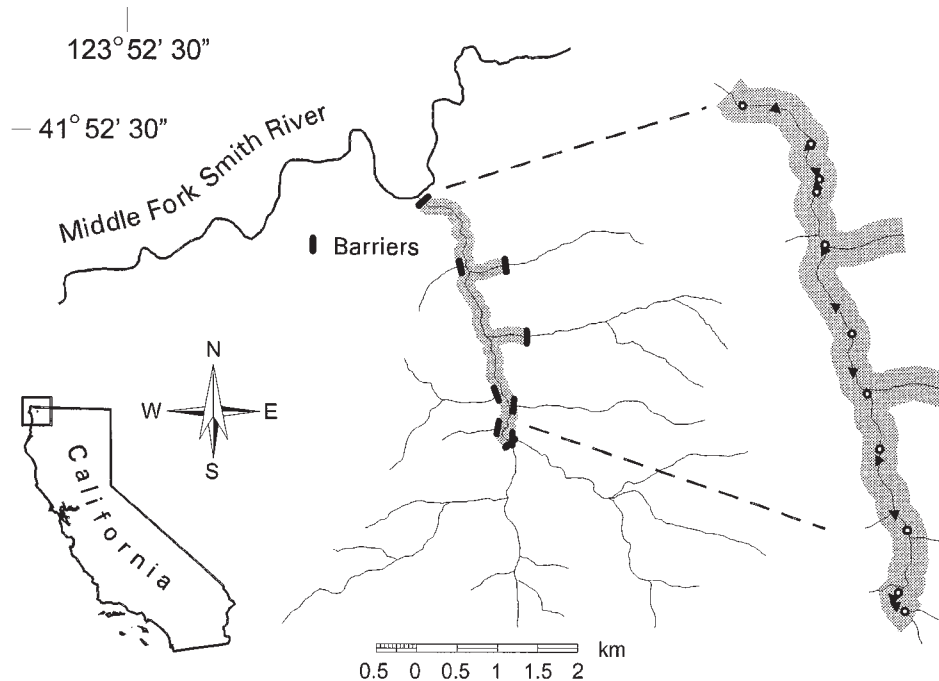 123° 52' 30"
41° 52' 30"
Middle Fork Smith River
Barriers
N
W E
S
California
0.5 0 0.5 1 1.5 2 km